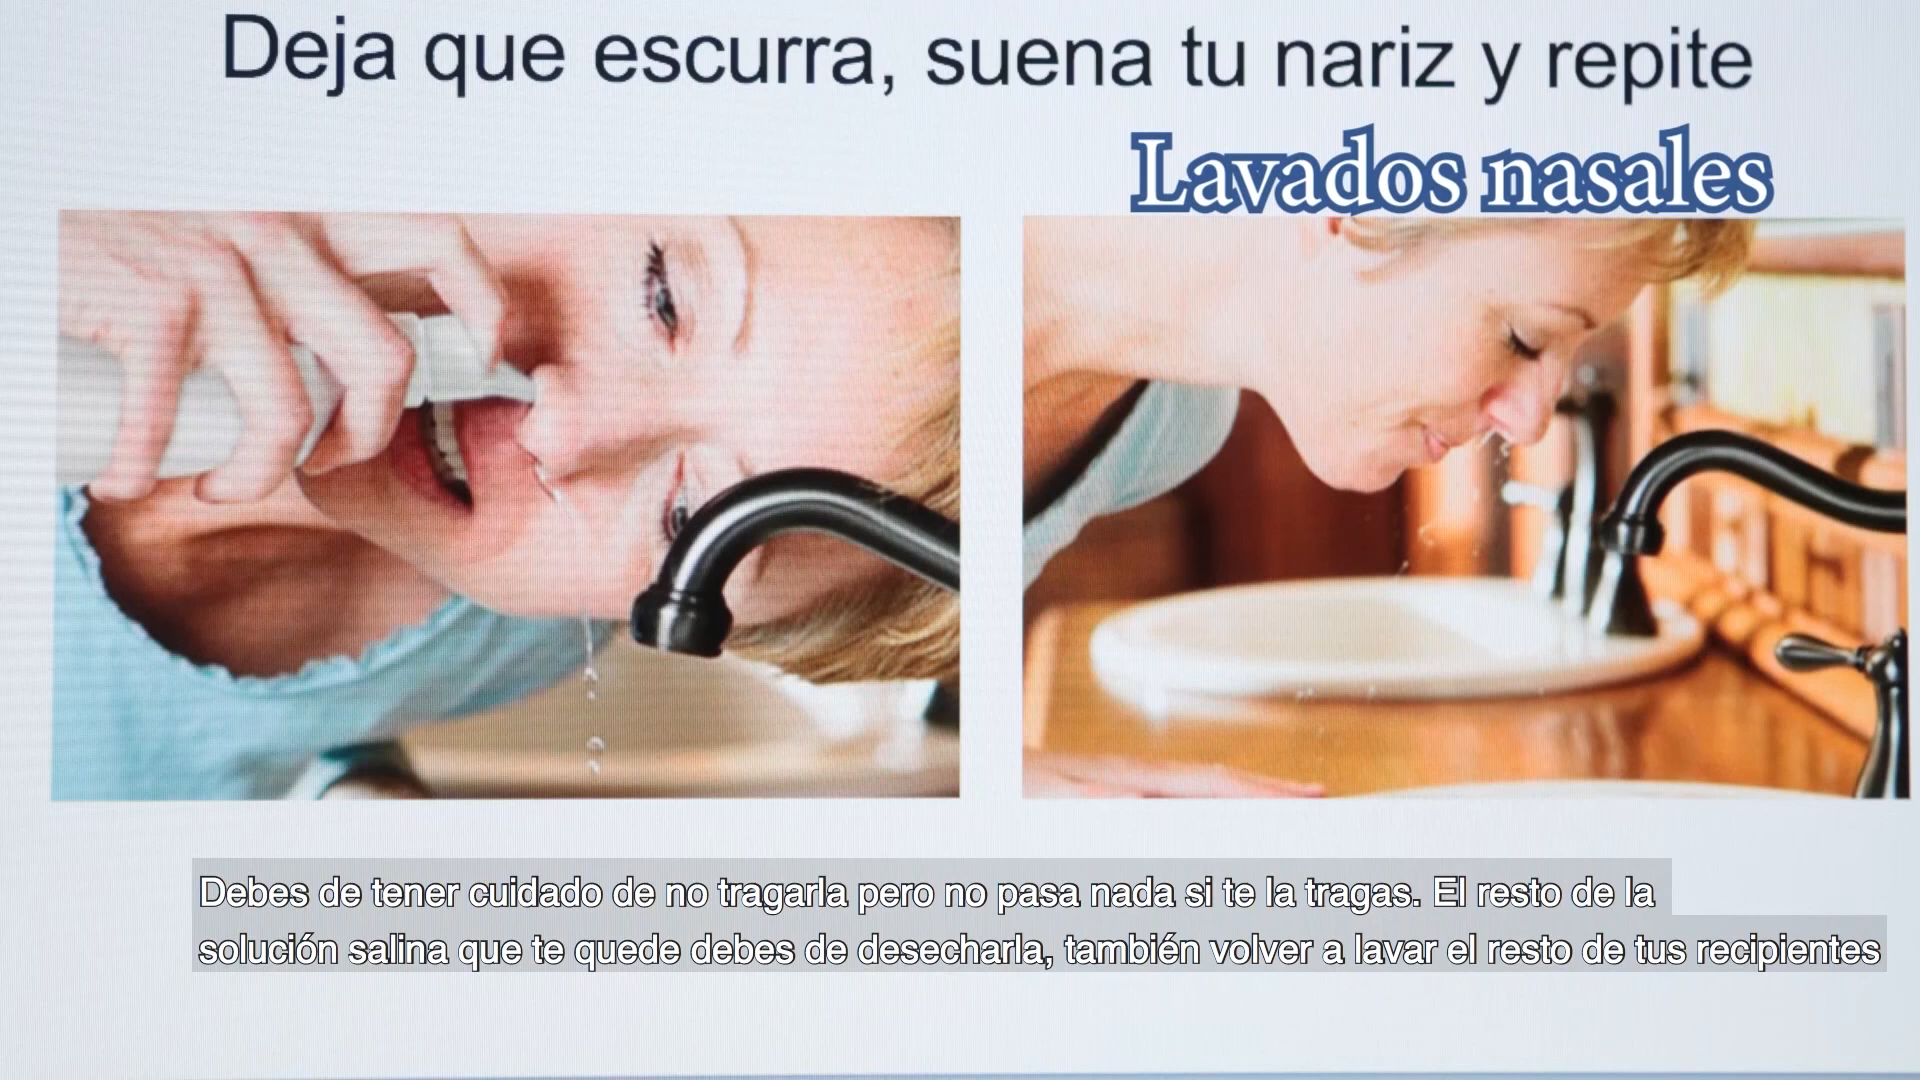 Deja que escurra, suena tu nariz y repite
Lavados nasales
Debes de tener cuidado de no tragarla pero no pasa nada si te la tragas. El resto de la
solución salina que te quede debes de desecharla, también volver a lavar el resto de tus recipientes